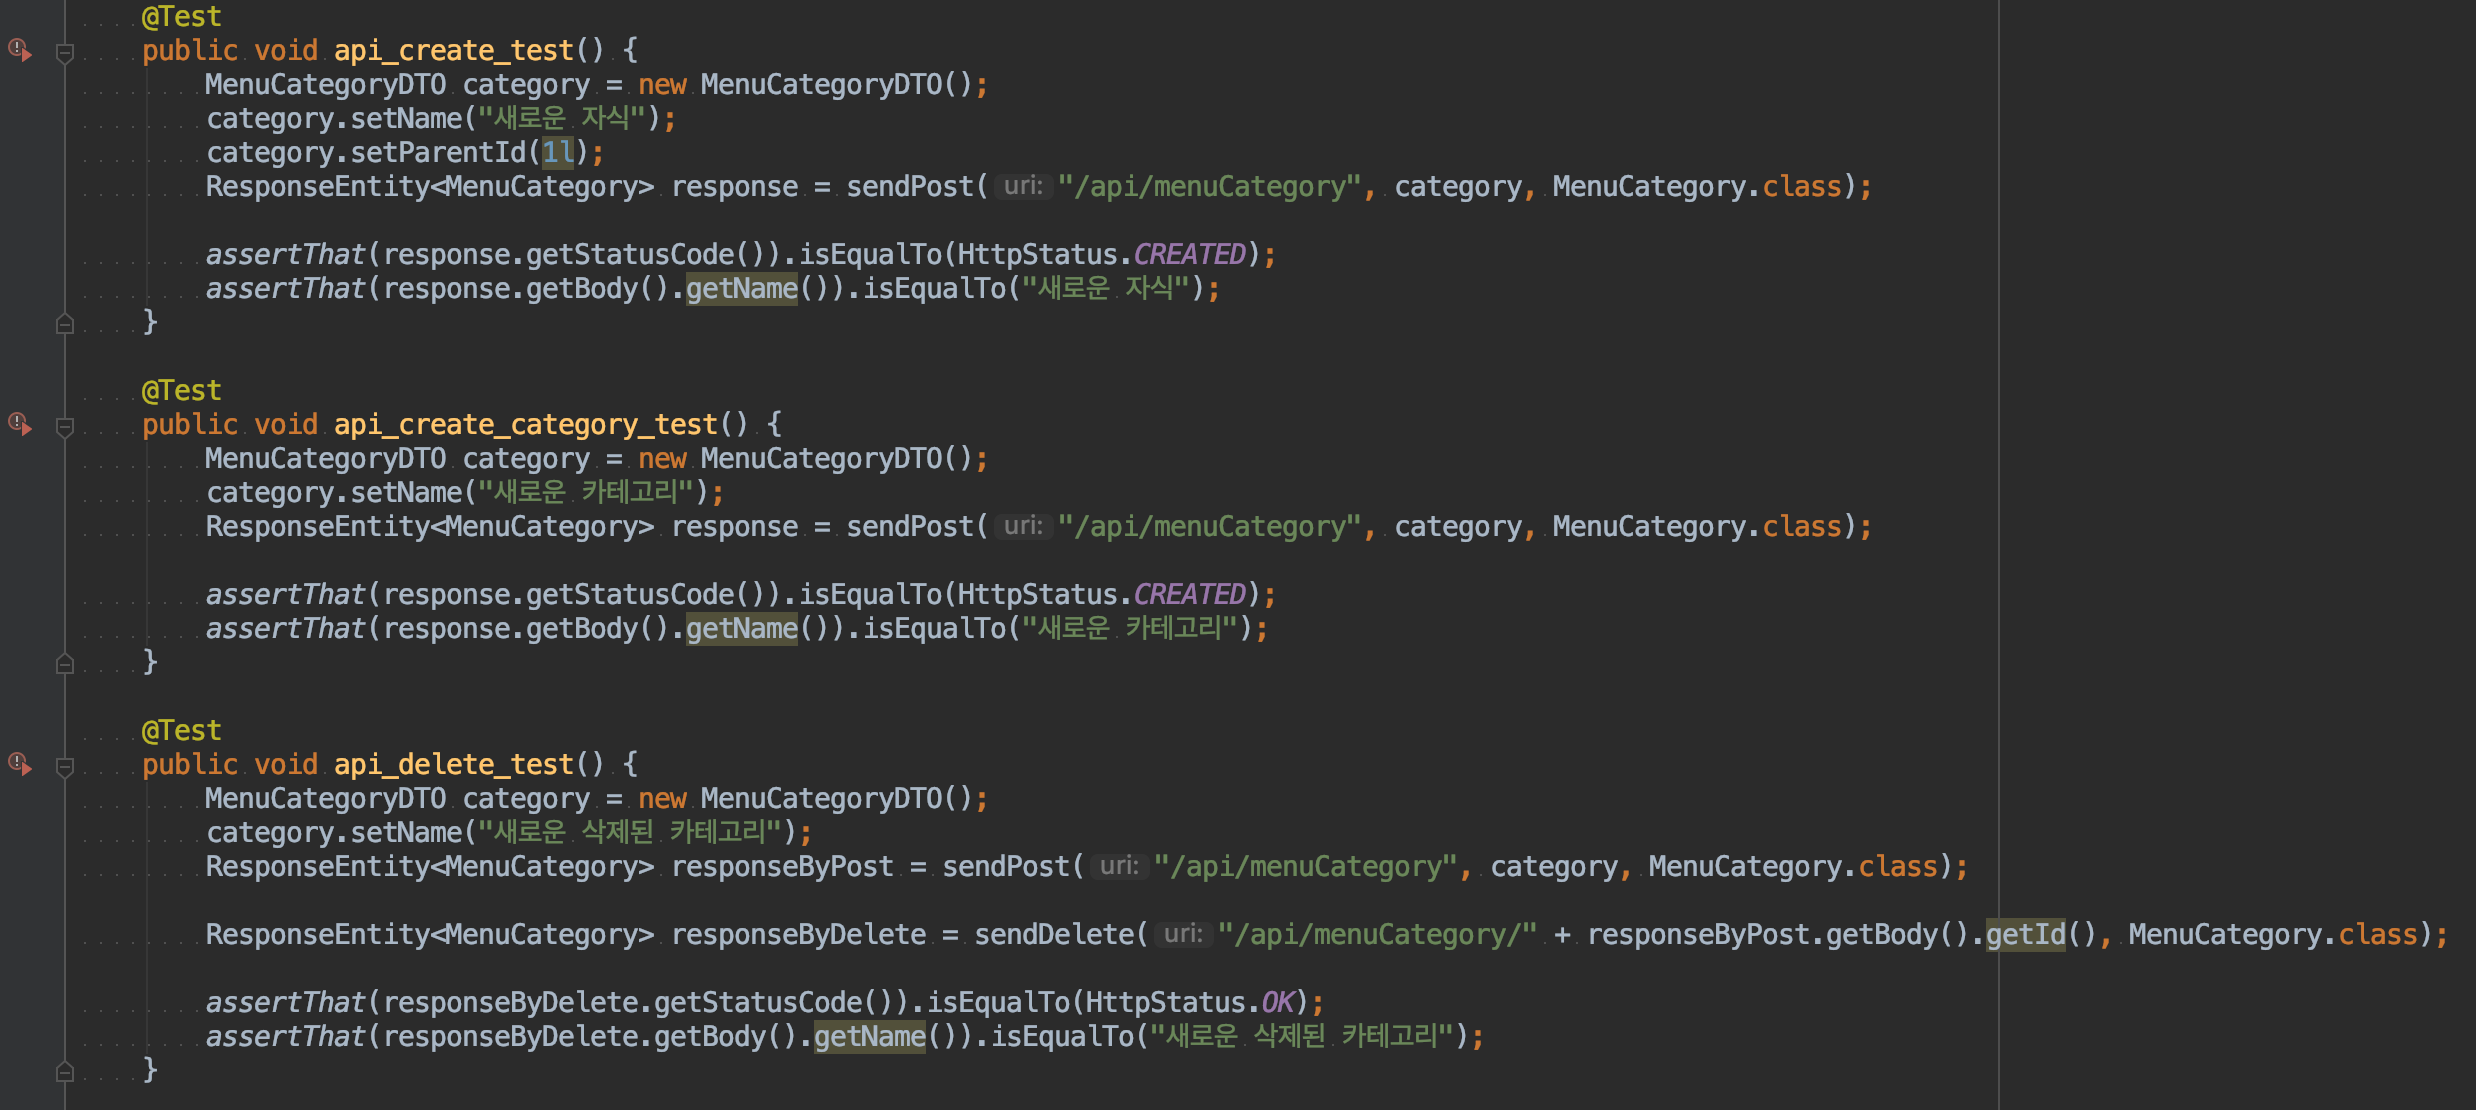 @Test
public void api_create_test() {
MenuCategoryDTO category = new MenuCategoryDTO();
category.setName("새로운 자식");
category.setParentId(1l);
ResponseEntity<MenuCategory> response = sendPost( uri: "/api/menuCategory", category, MenuCategory.class);
assertThat(response.getStatusCode()).isEqualTo(HttpStatus.CREATED);
assertThat(response.getBody().getName()).isEqualTo("새로운 자식");
}
@Test
public void api_create_category_test() {
MenuCategoryDTO category = new MenuCategoryDTO();
category.setName("새로운 카테고리");
ResponseEntity<MenuCategory> response = sendPost( uri: "/api/menuCategory", category, MenuCategory.class);
assertThat(response.getStatusCode()).isEqualTo(HttpStatus.CREATED);
assertThat(response.getBody().getName()).isEqualTo("새로운 카테고리");
}
@Test
public void api_delete_test() {
MenuCategoryDTO category = new MenuCategoryDTO();
category.setName("새로운 삭제된 카테고리");
ResponseEntity<MenuCategory> responseByPost = sendPost( uri: "/api/menuCategory", category, MenuCategory.class);
ResponseEntity<MenuCategory> responseByDelete = sendDelete( uri: "/api/menuCategory/" + responseByPost.getBody().getId(), MenuCategory.class);
assertThat(responseByDelete.getStatusCode()).isEqualTo(HttpStatus.OK);
assertThat(responseByDelete.getBody().getName()).isEqualTo("새로운 삭제된 카테고리");
}